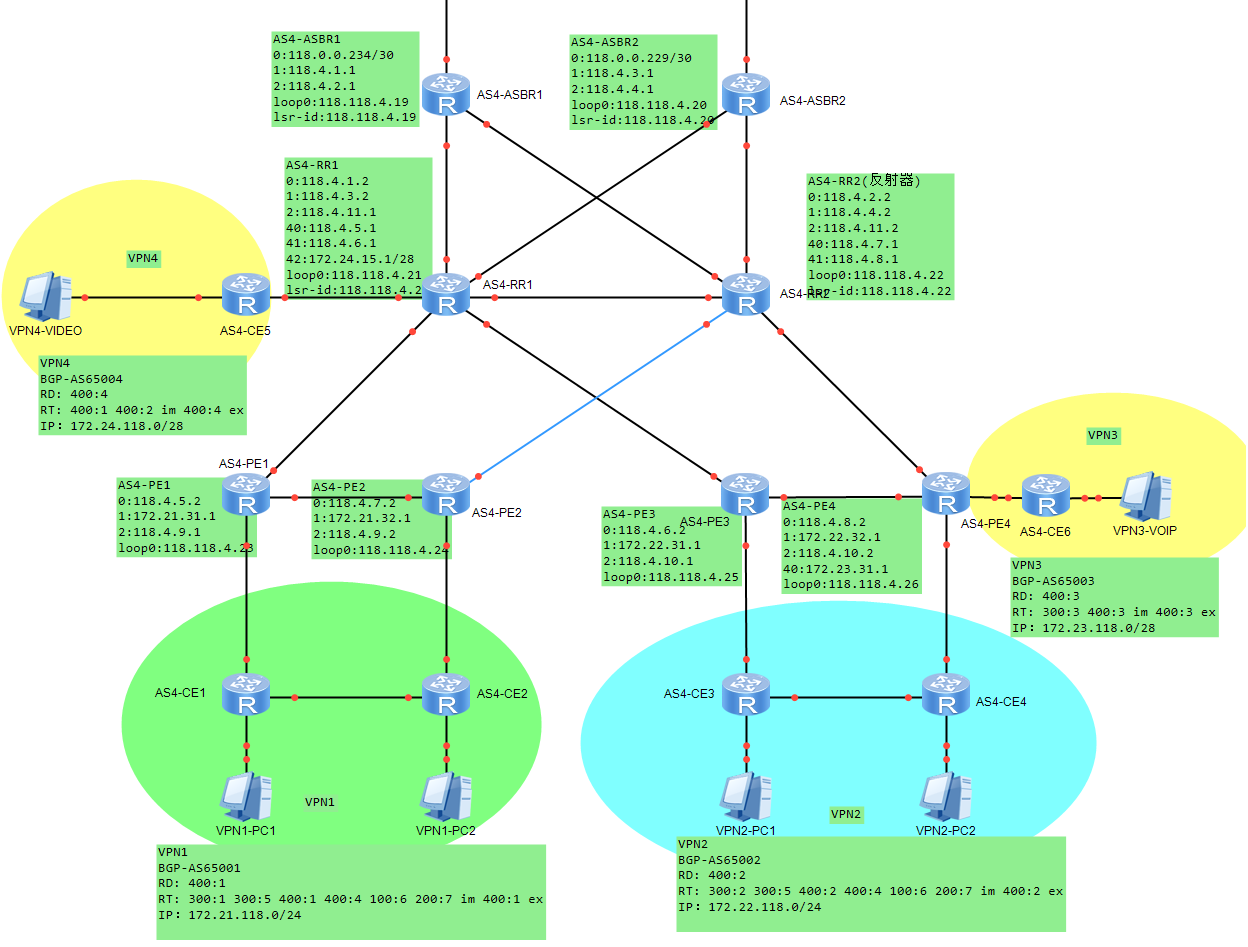 AS4-ASBR1
0:118.0.0.234/30
1:118.4.1.1
2:118.4.2.1
loop0:118.118.4.19
lsr-id:118.118.4.19
AS4-ASBR1
AS4-ASBR2
0:118.0.0.229/30
1:118.4.3.1
2:118.4.4.1
loop0:118.118.4.20
lsr-id:118.118.4.20
AS4-ASBR2
AS4-RR1
0:118.4.1.2
1:118.4.3.2
2:118.4.11.1
40:118.4.5.1
41:118.4.6.1
42:172.24.15.1/28
loop0:118.118.4.21
lsr-id:118.118.4.2
AS4-RR1
AS4-RR2(反射器)
0:118.4.2.2
1:118.4.4.2
2:118.4.11.2
40:118.4.7.1
41:118.4.8.1
loop0:118.118.4.22
lsr-id:118.118.4.22
AS4-RR2
VPN4
VPN4-VIDEO
AS4-CE5
VPN4
BGP-AS65004
RD: 400:4
RT: 400:1 400:2 im 400:4 ex
IP: 172.24.118.0/28
AS4-PE1
AS4-PE1
0:118.4.5.2
1:172.21.31.1
2:118.4.9.1
loop0:118.118.4.23
AS4-PE2
0:118.4.7.2
1:172.21.32.1
2:118.4.9.2
loop0:118.118.4.24
AS4-PE2
AS4-PE3
0:118.4.6.2
1:172.22.31.1
2:118.4.10.1
loop0:118.118.4.25
AS4-PE3
AS4-PE4
0:118.4.8.2
1:172.22.32.1
2:118.4.10.2
40:172.23.31.1
loop0:118.118.4.26
AS4-PE4
VPN3
AS4-CE6
VPN3-VOIP
VPN3
BGP-AS65003
RD: 400:3
RT: 300:3 400:3 im 400:3 ex
IP: 172.23.118.0/28
AS4-CE1
AS4-CE2
VPN1
VPN1-PC1
VPN1-PC2
VPN1
BGP-AS65001
RD: 400:1
RT: 300:1 300:5 400:1 400:4 100:6 200:7 im 400:1 ex
IP: 172.21.118.0/24
AS4-CE3
AS4-CE4
VPN2
VPN2-PC1
VPN2-PC2
VPN2
BGP-AS65002
RD: 400:2
RT: 300:2 300:5 400:2 400:4 100:6 200:7 im 400:2 ex
IP: 172.22.118.0/24